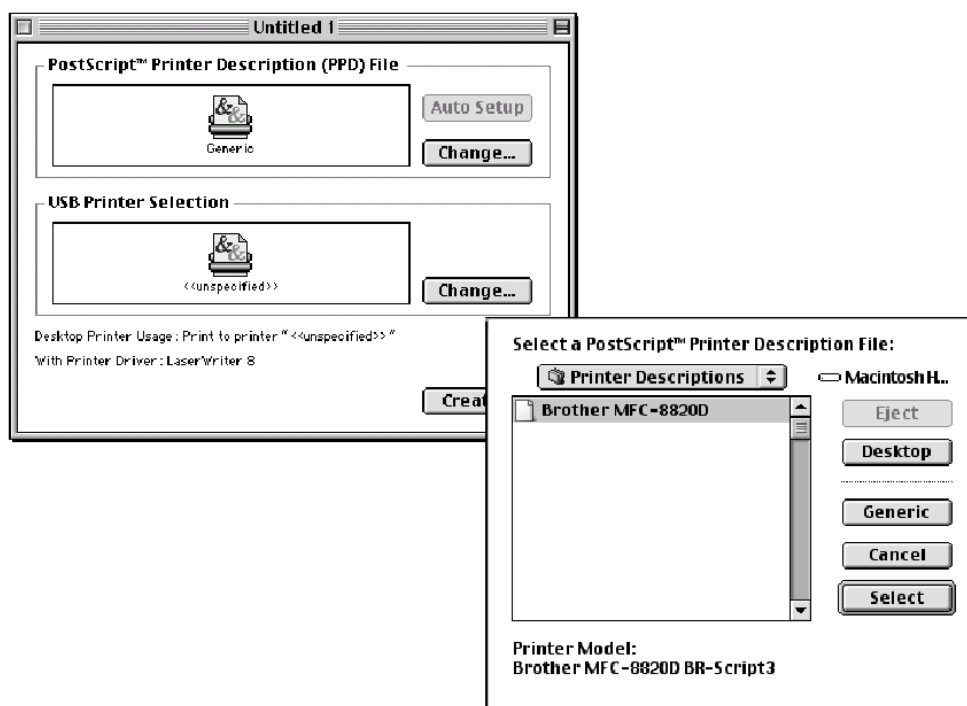 Untitled 1
PostScript™ Printer Description (PPD) File
Generic
Auto Setup
Change...
USB Printer Selection
<<unspecified>>
Change...
Desktop Printer Usage : Print to printer "<<unspecified>>"
With Printer Driver : LaserWriter 8
Creat
Select a PostScript™ Printer Description File:
Printer Descriptions
Macintosh H...
Brother MFC-8820D
Eject
Desktop
Generic
Cancel
Select
Printer Model:
Brother MFC-8820D BR-Script3